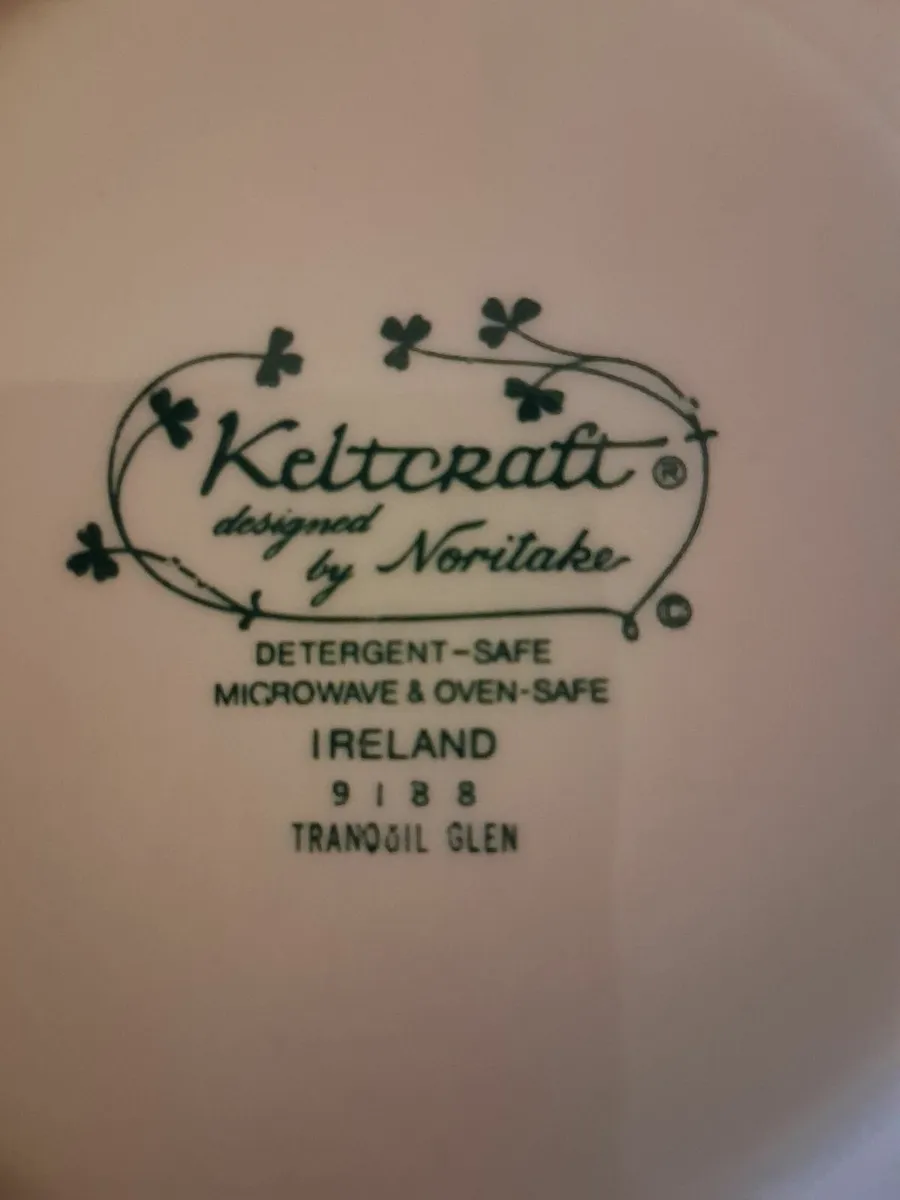 Keltcraft ®
designed
by Noritake
©
DETERGENT-SAFE
MICROWAVE & OVEN-SAFE
IRELAND
9188
TRANQUIL GLEN